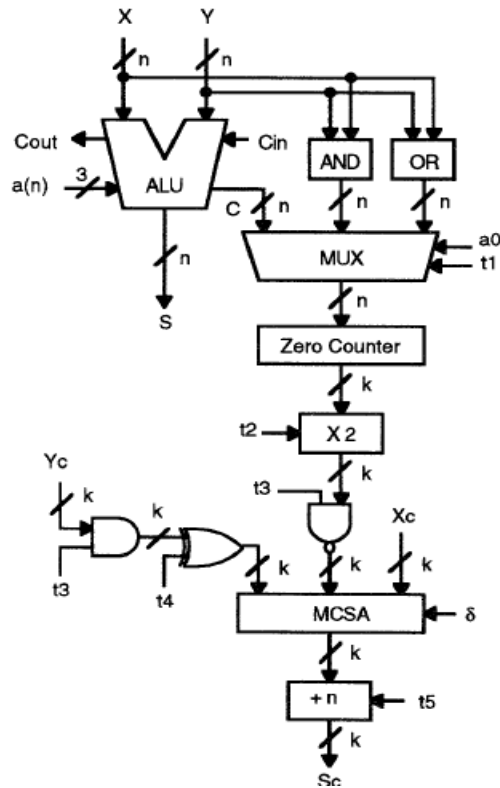 X Y
n n
Cout Cin
a(n) 3 ALU
AND OR
C n n n
MUX a0
t1
n
S
n
Zero Counter
k
t2 X 2
k
Yc
k k t3 Xc
t3 t4 k k k
MCSA δ
k
+ n t5
k
Sc